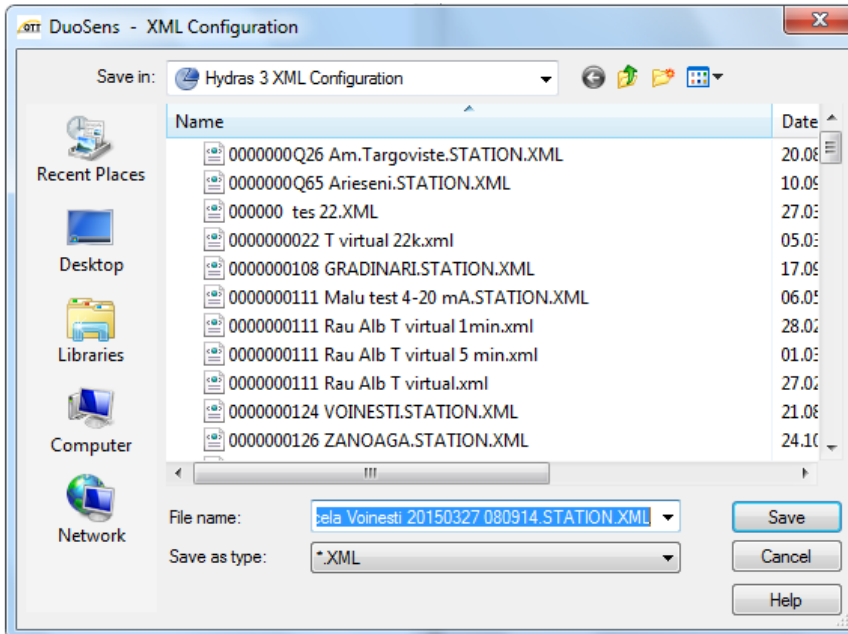 OTT DuoSens - XML Configuration
Save in: Hydras 3 XML Configuration
Name Date
Recent Places
Desktop
Libraries
Computer
Network
0000000Q26 Am.Targoviste.STATION.XML 20.08
0000000Q65 Arieseni.STATION.XML 10.09
000000 tes 22.XML 27.03
0000000022 T virtual 22k.xml 05.03
0000000108 GRADINARI.STATION.XML 17.09
0000000111 Malu test 4-20 mA.STATION.XML 06.05
0000000111 Rau Alb T virtual 1min.xml 28.02
0000000111 Rau Alb T virtual 5 min.xml 01.03
0000000111 Rau Alb T virtual.xml 27.02
0000000124 VOINESTI.STATION.XML 21.08
0000000126 ZANOAGA.STATION.XML 24.10
File name: cela Voinesti 20150327 080914.STATION.XML Save
Save as type: *.XML Cancel
Help